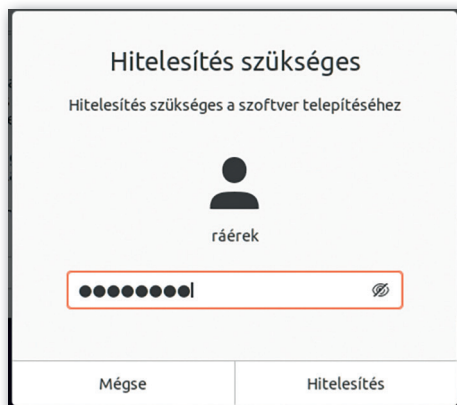 Hitelesítés szükséges
Hitelesítés szükséges a szoftver telepítéséhez
ráérek
●●●●●●●●
Mégse
Hitelesítés